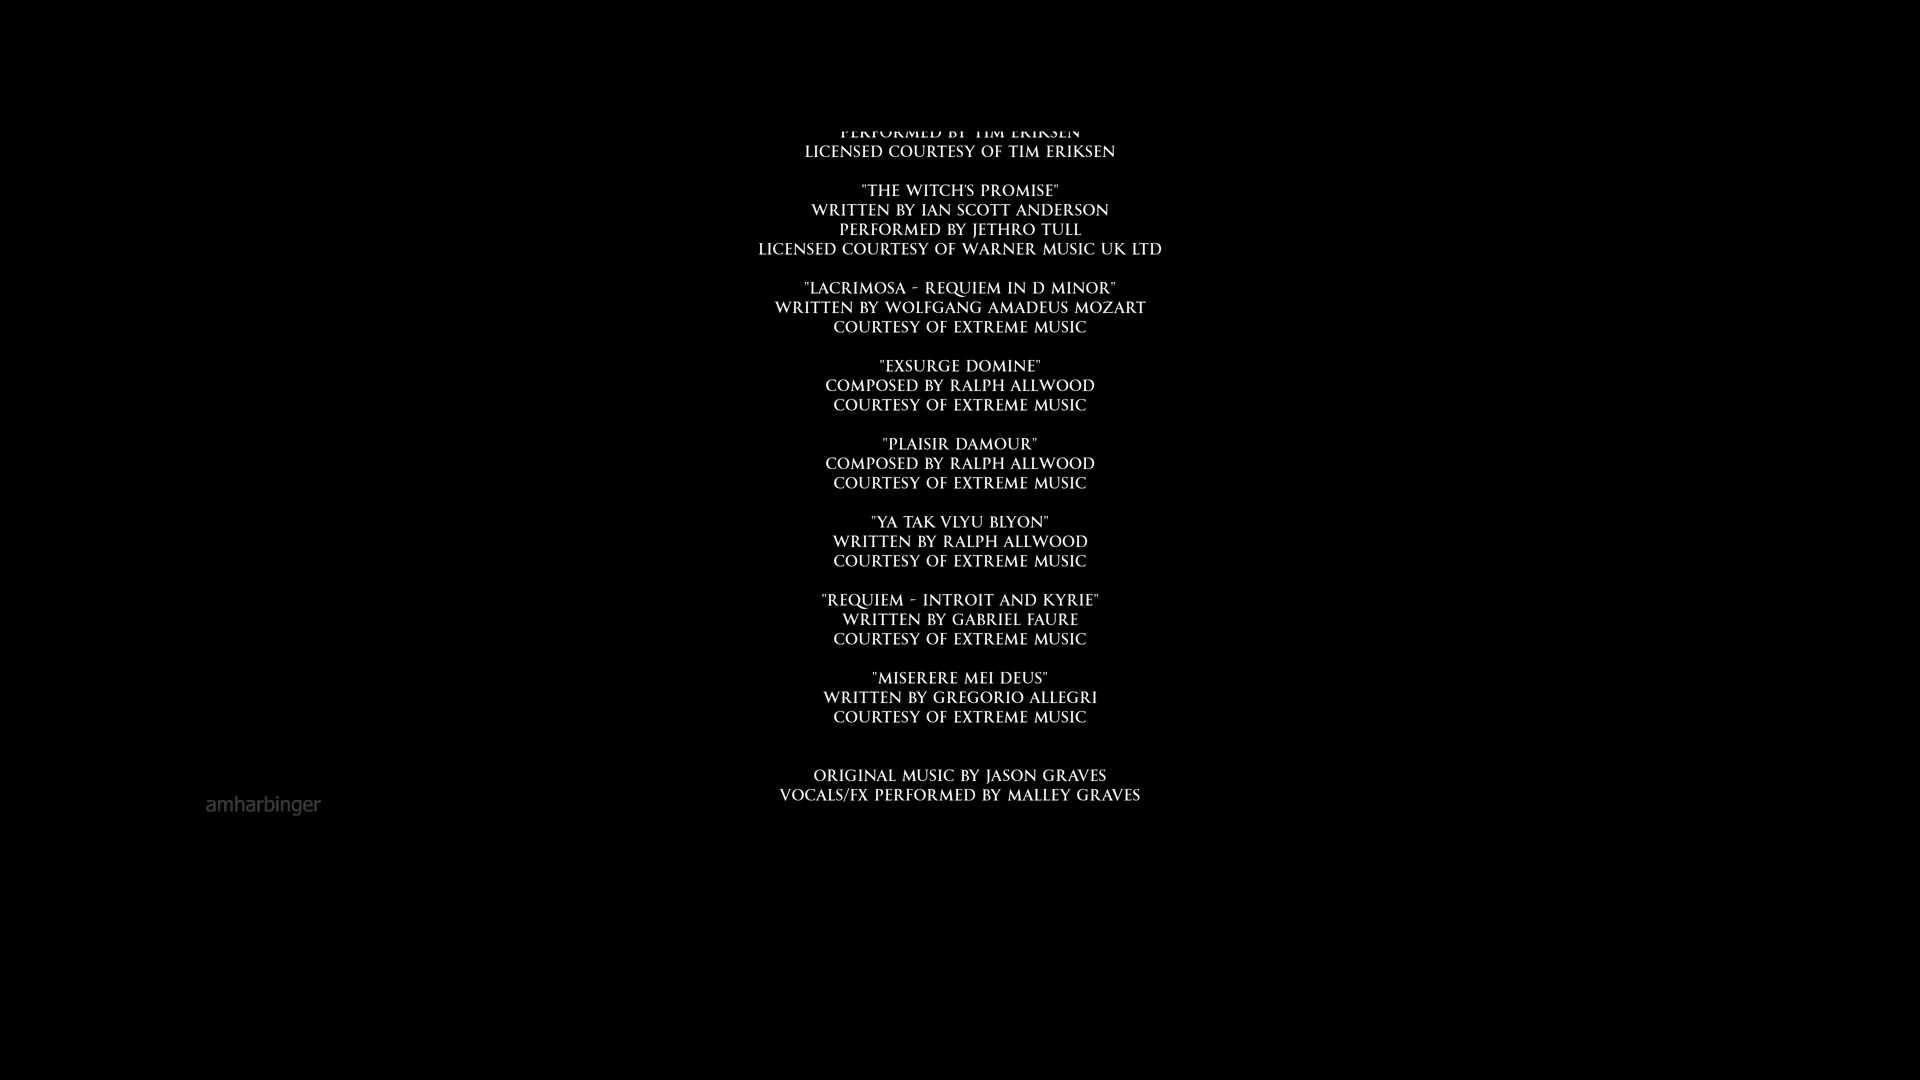 PERFORMED BY TIM ERIKSEN
LICENSED COURTESY OF TIM ERIKSEN
"THE WITCH'S PROMISE"
WRITTEN BY IAN SCOTT ANDERSON
PERFORMED BY JETHRO TULL
LICENSED COURTESY OF WARNER MUSIC UK LTD
"LACRIMOSA - REQUIEM IN D MINOR"
WRITTEN BY WOLFGANG AMADEUS MOZART
COURTESY OF EXTREME MUSIC
"EXSURGE DOMINE"
COMPOSED BY RALPH ALLWOOD
COURTESY OF EXTREME MUSIC
"PLAISIR DAMOUR"
COMPOSED BY RALPH ALLWOOD
COURTESY OF EXTREME MUSIC
"YA TAK VLYU BLYON"
WRITTEN BY RALPH ALLWOOD
COURTESY OF EXTREME MUSIC
"REQUIEM - INTROIT AND KYRIE"
WRITTEN BY GABRIEL FAURE
COURTESY OF EXTREME MUSIC
"MISERERE MEI DEUS"
WRITTEN BY GREGORIO ALLEGRI
COURTESY OF EXTREME MUSIC
ORIGINAL MUSIC BY JASON GRAVES
VOCALS/FX PERFORMED BY MALLEY GRAVES
amharbinger